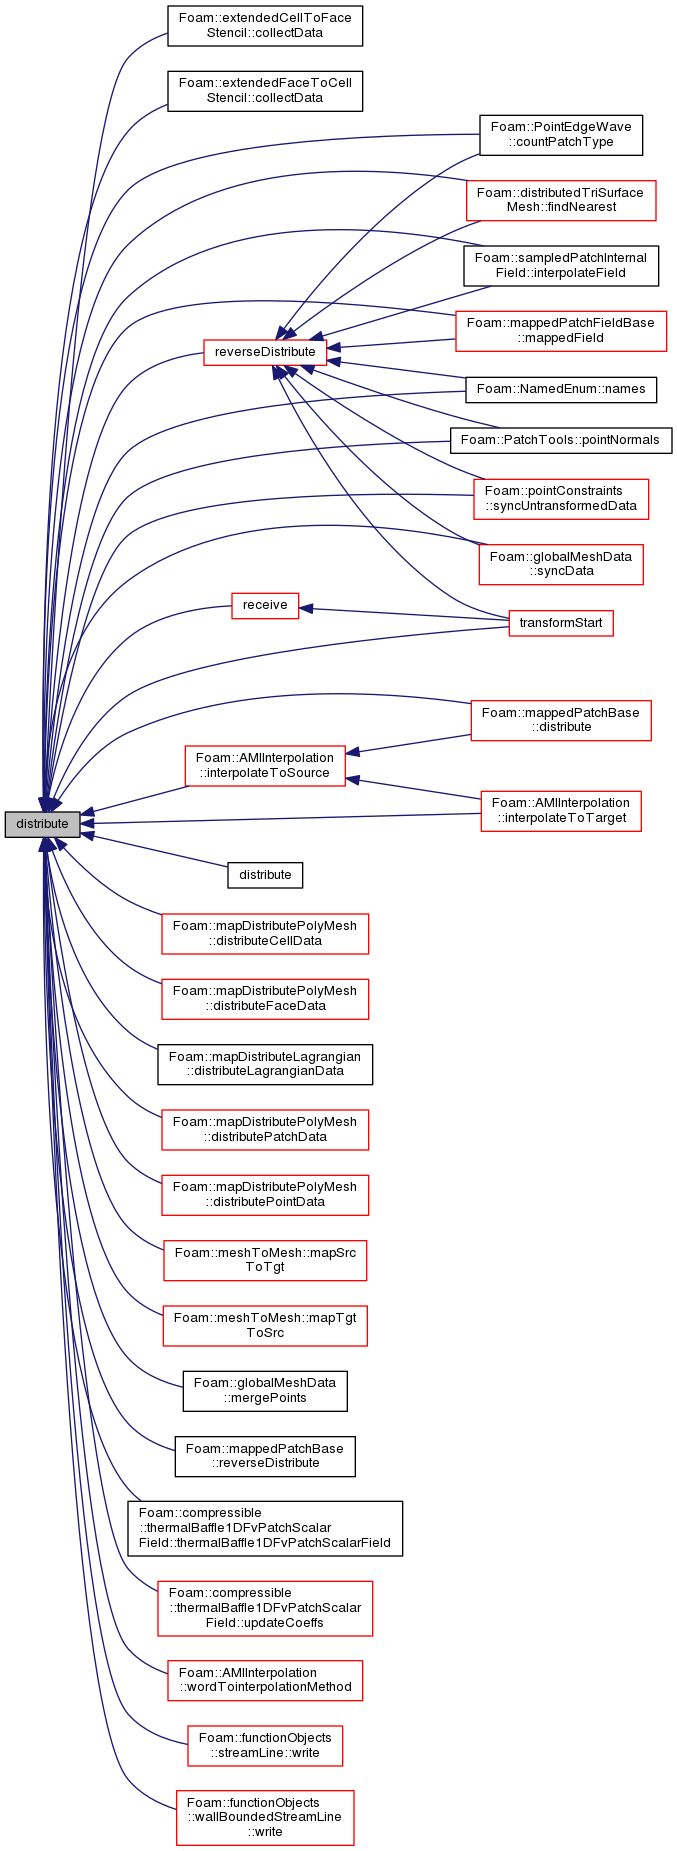 Foam::extendedCellToFace
Stencil::collectData
Foam::extendedFaceToCell
Stencil::collectData
Foam::PointEdgeWave
::countPatchType
Foam::distributedTriSurface
Mesh::findNearest
Foam::sampledPatchInternal
Field::interpolateField
Foam::mappedPatchFieldBase
::mappedField
reverseDistribute
Foam::NamedEnum::names
Foam::PatchTools::pointNormals
Foam::pointConstraints
::syncUntransformedData
Foam::globalMeshData
::syncData
receive
transformStart
Foam::mappedPatchBase
::distribute
Foam::AMIInterpolation
::interpolateToSource
Foam::AMIInterpolation
::interpolateToTarget
distribute
distribute
Foam::mapDistributePolyMesh
::distributeCellData
Foam::mapDistributePolyMesh
::distributeFaceData
Foam::mapDistributeLagrangian
::distributeLagrangianData
Foam::mapDistributePolyMesh
::distributePatchData
Foam::mapDistributePolyMesh
::distributePointData
Foam::meshToMesh::mapSrc
ToTgt
Foam::meshToMesh::mapTgt
ToSrc
Foam::globalMeshData
::mergePoints
Foam::mappedPatchBase
::reverseDistribute
Foam::compressible
::thermalBaffle1DFvPatchScalar
Field::thermalBaffle1DFvPatchScalarField
Foam::compressible
::thermalBaffle1DFvPatchScalar
Field::updateCoeffs
Foam::AMIInterpolation
::wordTointerpolationMethod
Foam::functionObjects
::streamLine::write
Foam::functionObjects
::wallBoundedStreamLine
::write